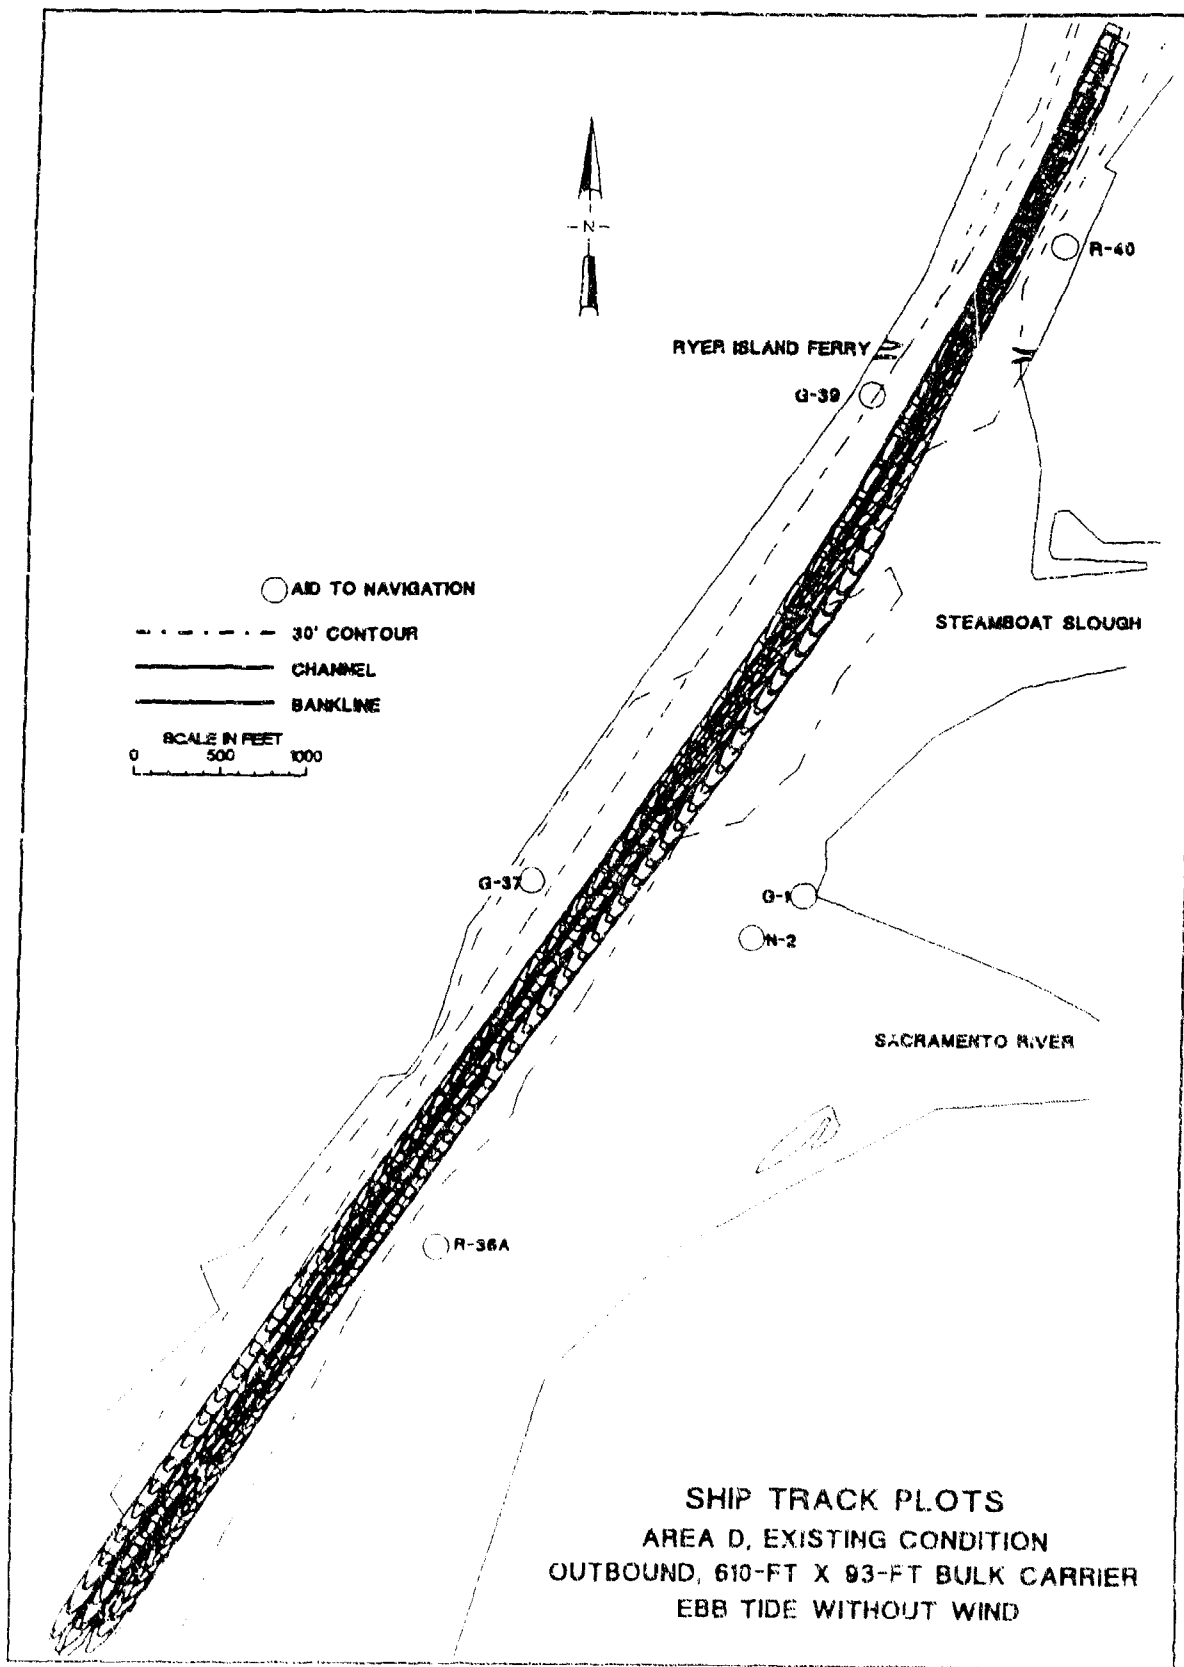 N
R-40
RYER ISLAND FERRY
G-39
AID TO NAVIGATION
30' CONTOUR
CHANNEL
BANKLINE
SCALE IN FEET
0 500 1000
STEAMBOAT SLOUGH
G-37
G-1
N-2
SACRAMENTO RIVER
R-36A
SHIP TRACK PLOTS
AREA D, EXISTING CONDITION
OUTBOUND, 610-FT X 93-FT BULK CARRIER
EBB TIDE WITHOUT WIND